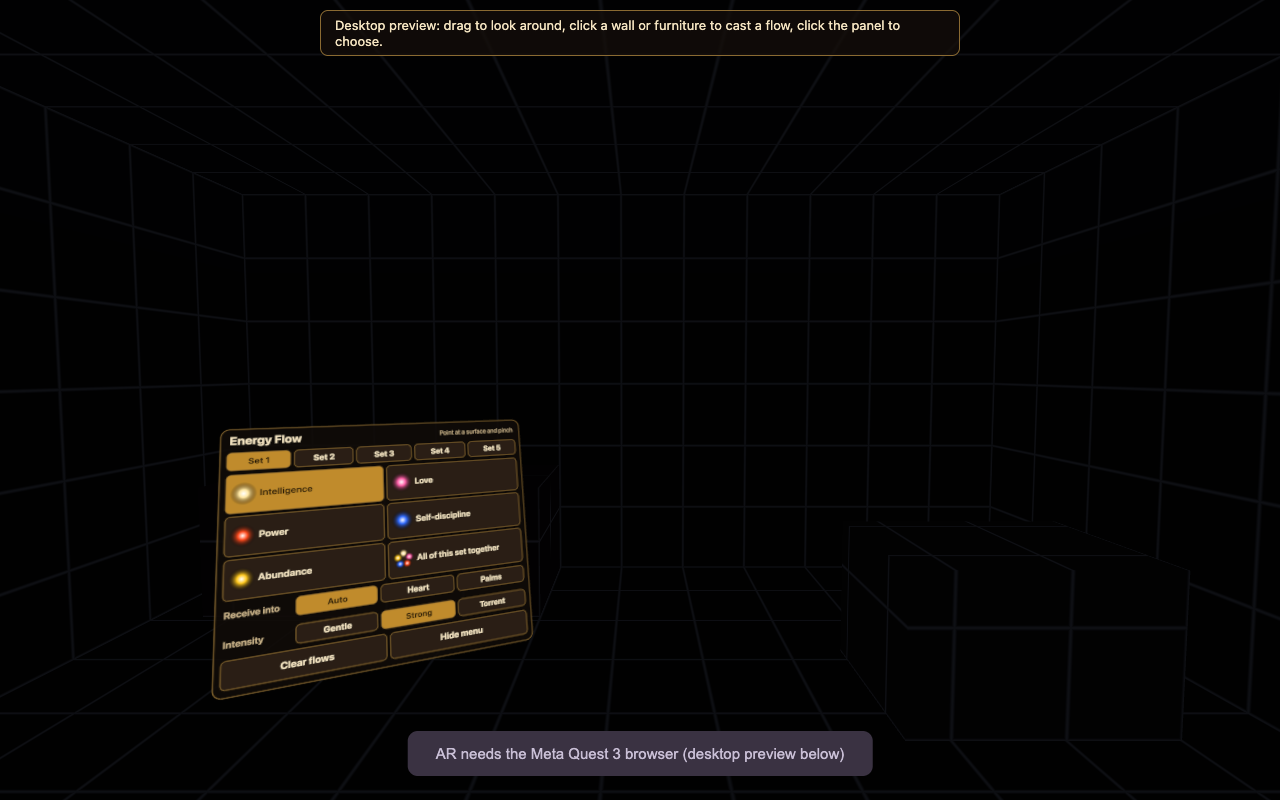 Desktop preview: drag to look around, click a wall or furniture to cast a flow, click the panel to
choose.
Energy Flow
Point at a surface and pinch
Set 1
Set 2
Set 3
Set 4
Set 5
Intelligence
Love
Power
Self-discipline
Abundance
All of this set together
Receive into
Auto
Heart
Palms
Intensity
Gentle
Strong
Torrent
Clear flows
Hide menu
AR needs the Meta Quest 3 browser (desktop preview below)